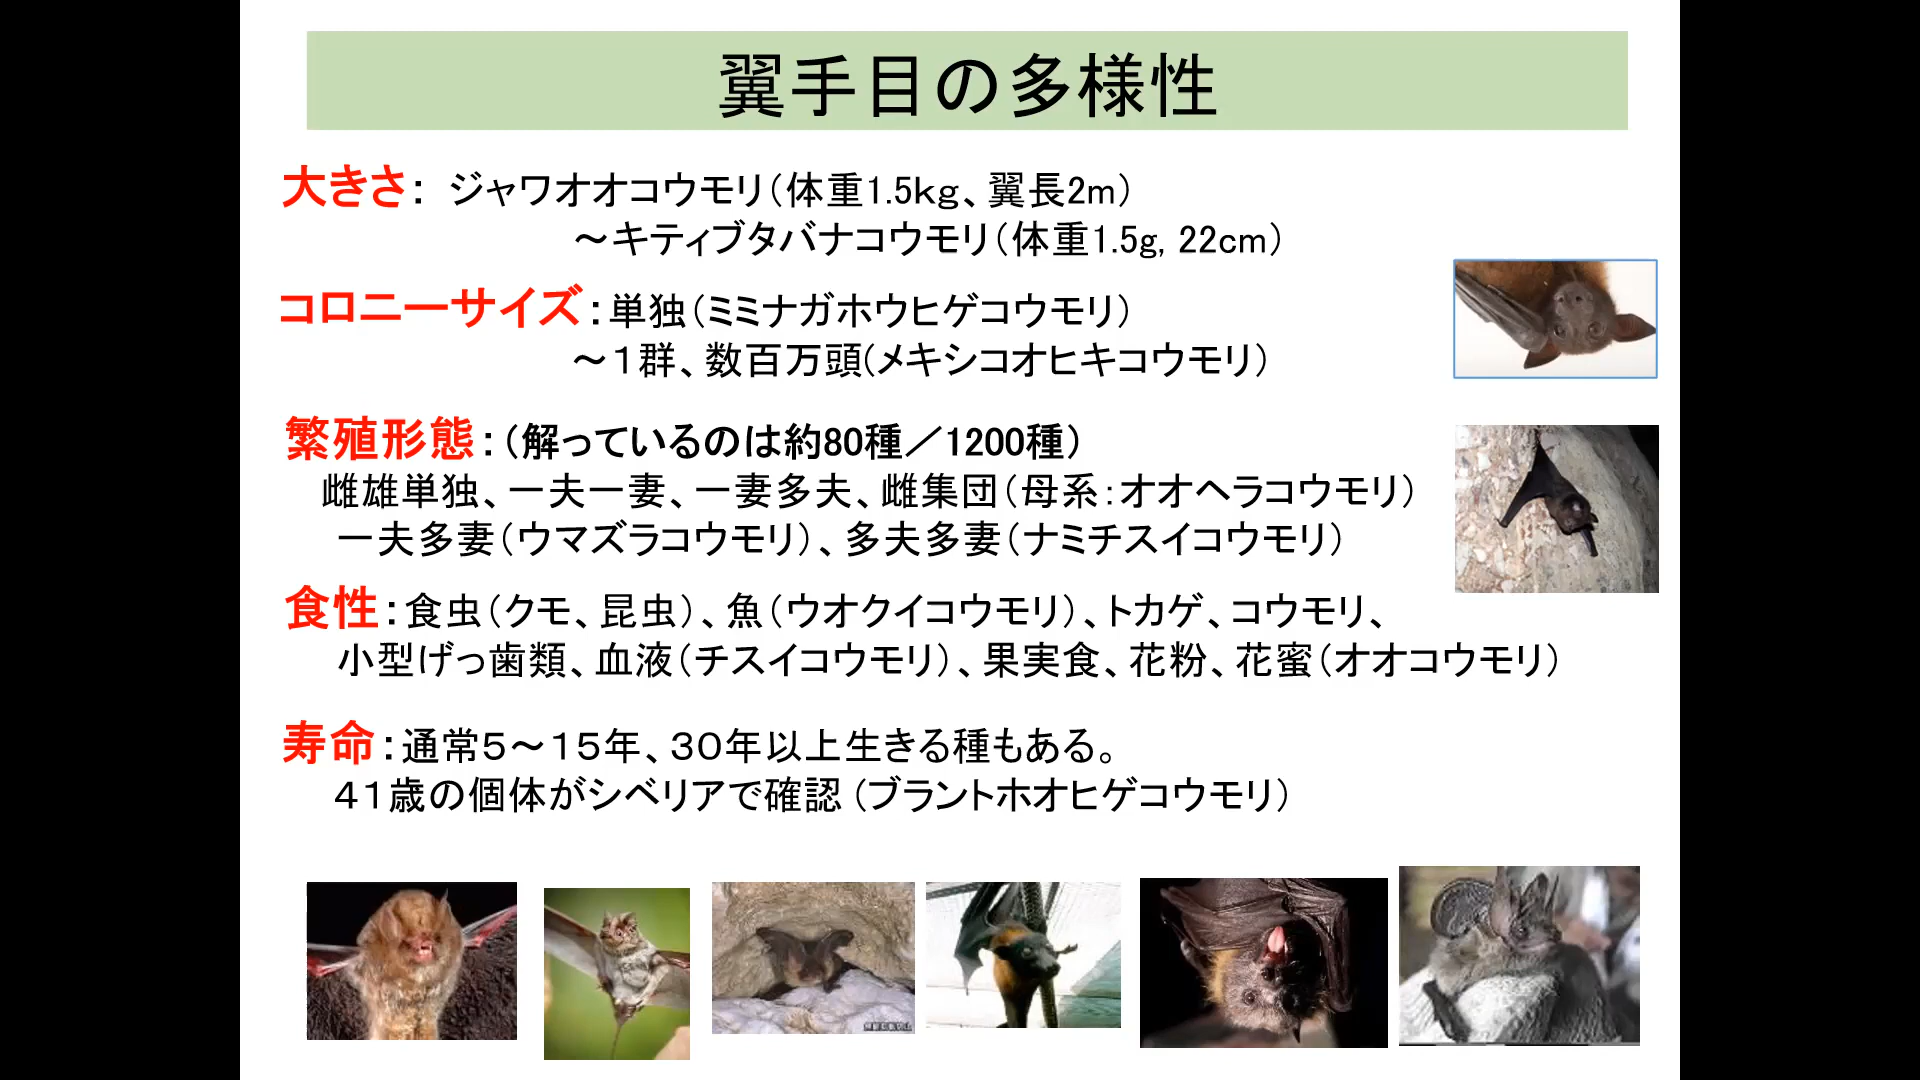 翼手目の多様性
大きさ： ジャワオオコウモリ（体重1.5ｋｇ、翼長2m）
～キティブタバナコウモリ（体重1.5g, 22cm）
コロニーサイズ：単独（ミミナガホウヒゲコウモリ）
～１群、数百万頭(メキシコオヒキコウモリ）
繁殖形態：（解っているのは約80種／1200種）
雌雄単独、一夫一妻、一妻多夫、雌集団（母系：オオヘラコウモリ）
一夫多妻（ウマズラコウモリ）、多夫多妻（ナミチスイコウモリ）
食性：食虫（クモ、昆虫）、魚（ウオクイコウモリ）、トカゲ、コウモリ、
小型げっ歯類、血液（チスイコウモリ）、果実食、花粉、花蜜（オオコウモリ）
寿命：通常５～１５年、３０年以上生きる種もある。
４１歳の個体がシベリアで確認（ブラントホオヒゲコウモリ）